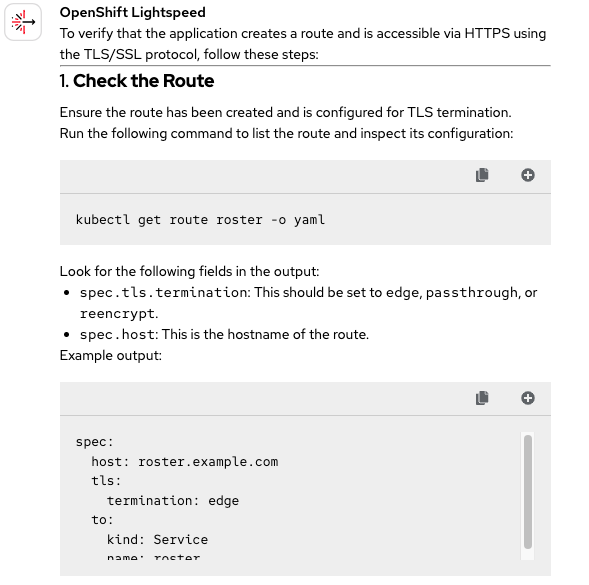 OpenShift Lightspeed
To verify that the application creates a route and is accessible via HTTPS using
the TLS/SSL protocol, follow these steps:
1. Check the Route
Ensure the route has been created and is configured for TLS termination.
Run the following command to list the route and inspect its configuration:
kubectl get route roster -o yaml
Look for the following fields in the output:
• spec.tls.termination: This should be set to edge, passthrough, or
reencrypt.
• spec.host: This is the hostname of the route.
Example output:
spec:
  host: roster.example.com
  tls:
    termination: edge
  to:
    kind: Service
    name: roster